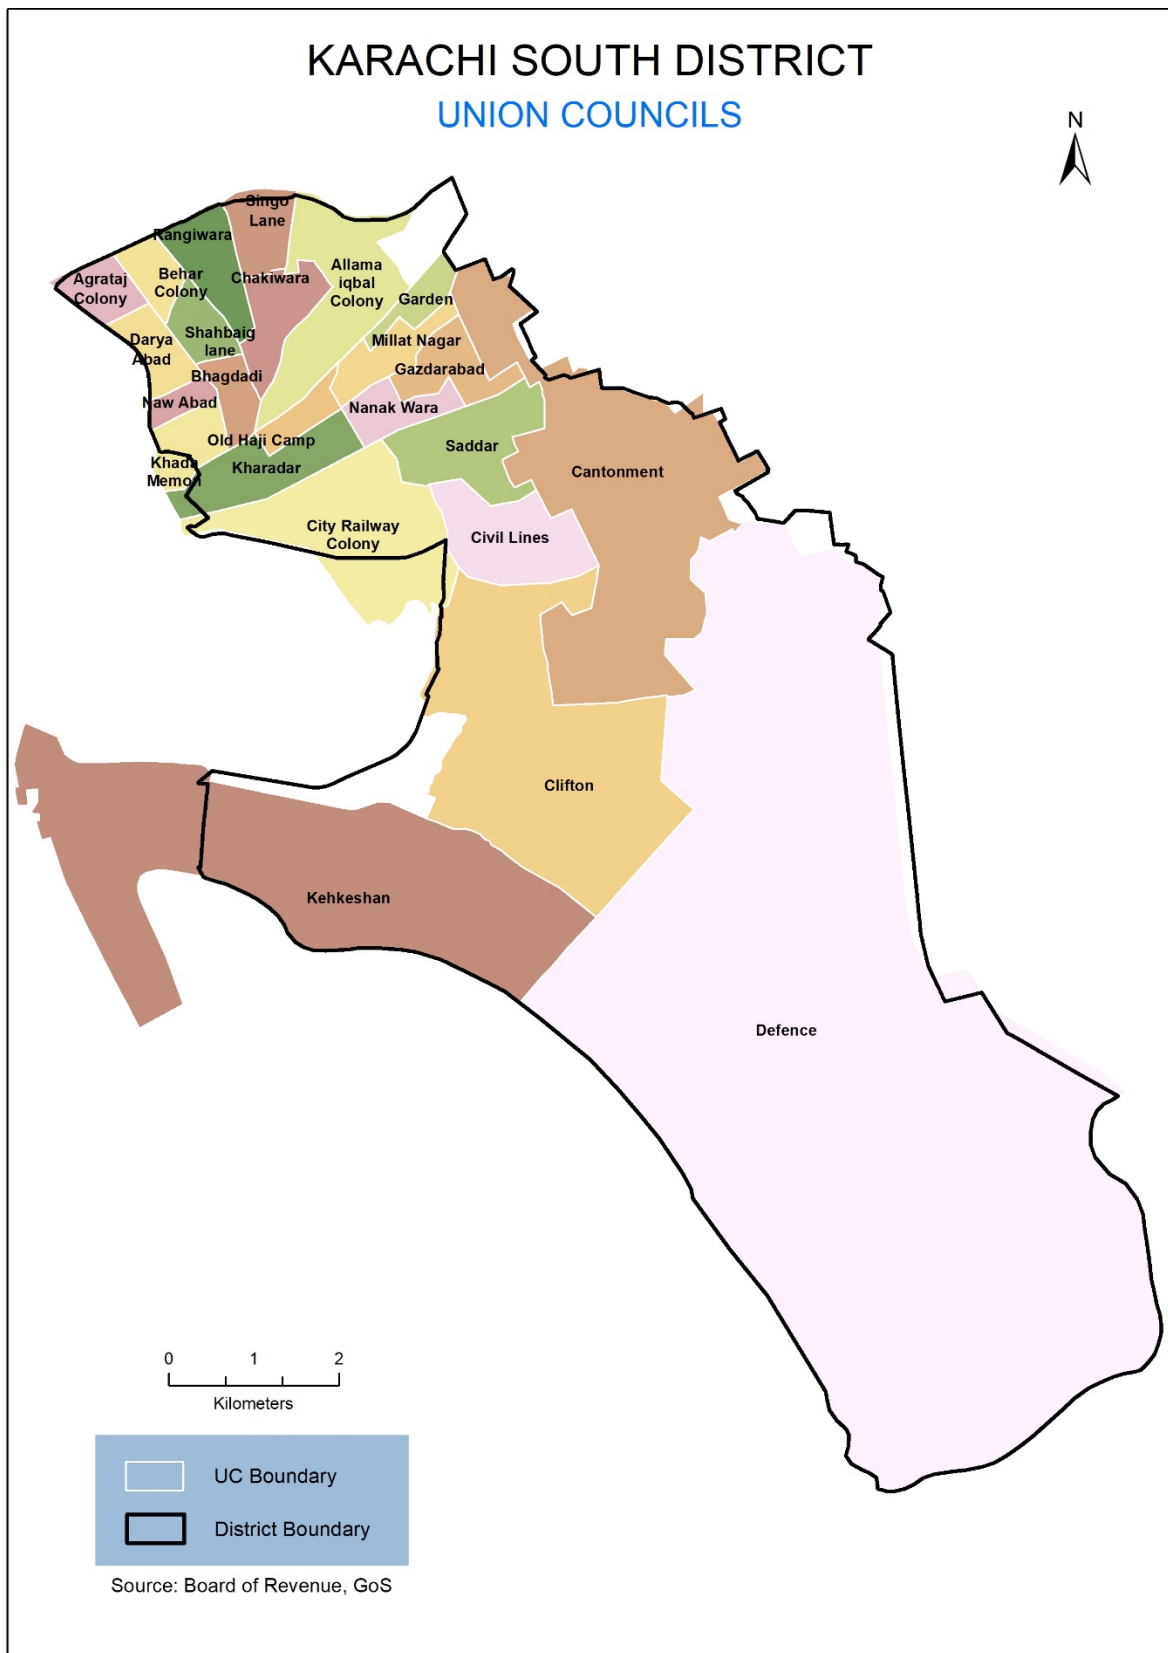 KARACHI SOUTH DISTRICT
UNION COUNCILS
N
Singo
Lane
Rangiwara
Agrataj
Colony
Behar
Colony
Chakiwara
Allama
iqbal
Colony
Garden
Darya
Abad
Shahbaig
lane
Millat Nagar
Bhagdadi
Gazdarabad
Naw Abad
Nanak Wara
Old Haji Camp
Saddar
Khada
Memon
Kharadar
Cantonment
City Railway
Colony
Civil Lines
Clifton
Kehkeshan
Defence
0 1 2
Kilometers
UC Boundary
District Boundary
Source: Board of Revenue, GoS